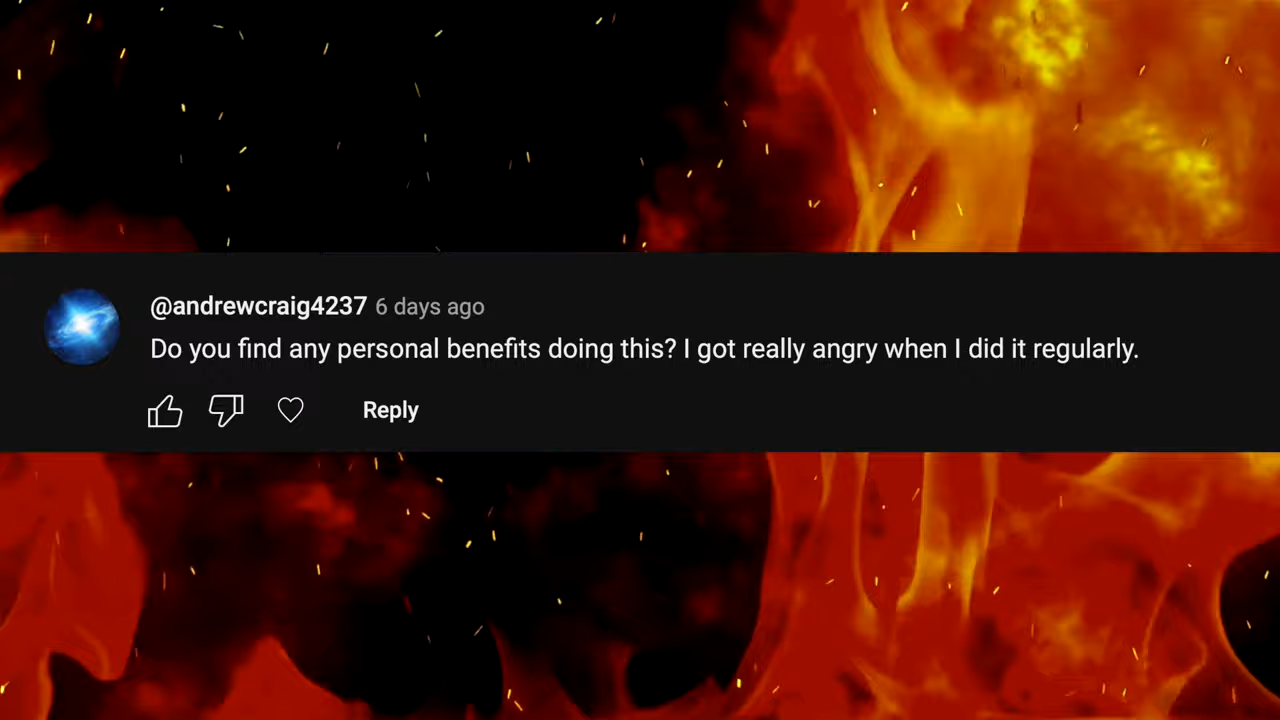 @andrewcraig4237 6 days ago
Do you find any personal benefits doing this? I got really angry when I did it regularly.
Reply